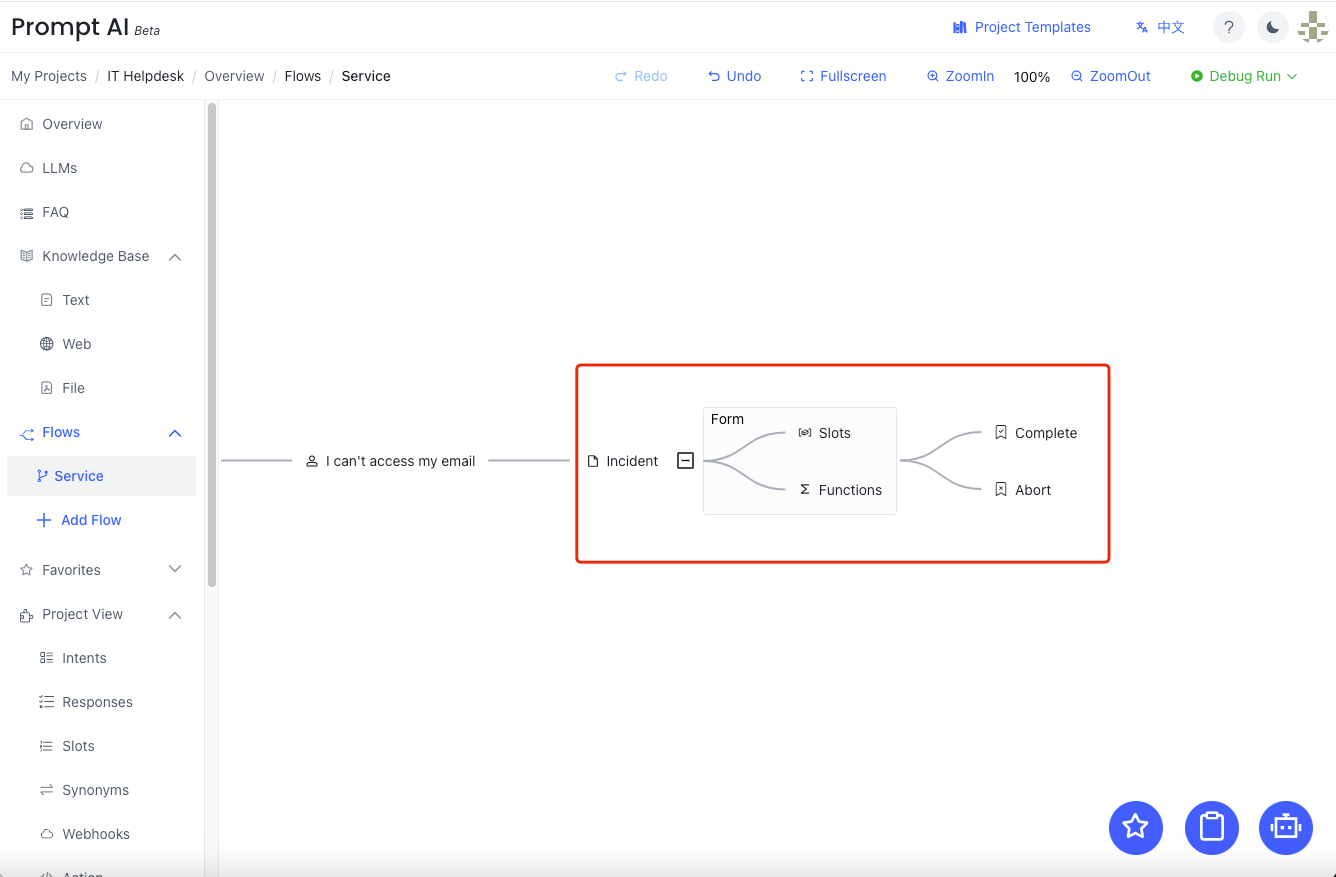 Prompt AI Beta
Project Templates
中文
?
My Projects / IT Helpdesk / Overview / Flows / Service
Redo
Undo
Fullscreen
ZoomIn
100%
ZoomOut
Debug Run
Overview
LLMs
FAQ
Knowledge Base
Text
Web
File
Flows
Service
Add Flow
Favorites
Project View
Intents
Responses
Slots
Synonyms
Webhooks
Action
I can't access my email
Incident
Form
Slots
Functions
Complete
Abort